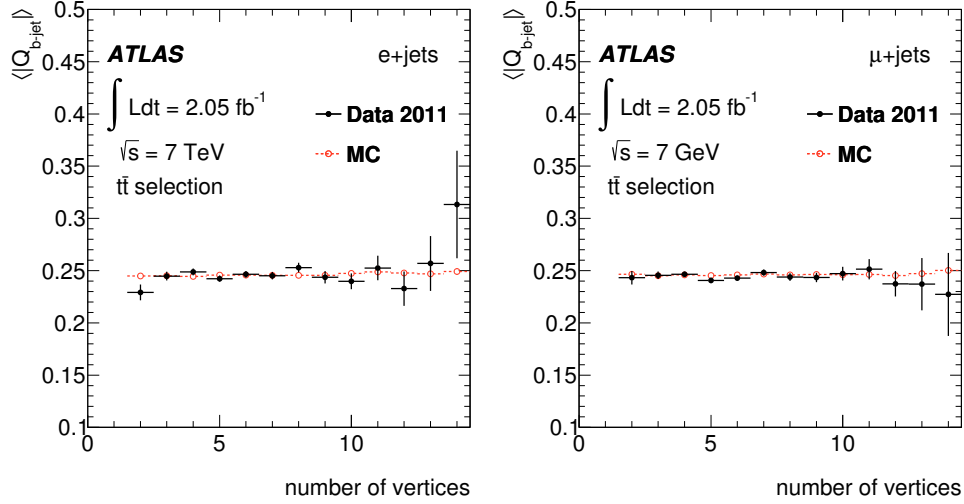 ⟨|Q_b-jet|⟩
0.5
0.45
0.4
0.35
0.3
0.25
0.2
0.15
0.1
ATLAS
e+jets
∫ Ldt = 2.05 fb⁻¹
√s = 7 TeV
tt̄ selection
Data 2011
MC
0
5
10
number of vertices
⟨|Q_b-jet|⟩
0.5
0.45
0.4
0.35
0.3
0.25
0.2
0.15
0.1
ATLAS
μ+jets
∫ Ldt = 2.05 fb⁻¹
√s = 7 GeV
tt̄ selection
Data 2011
MC
0
5
10
number of vertices